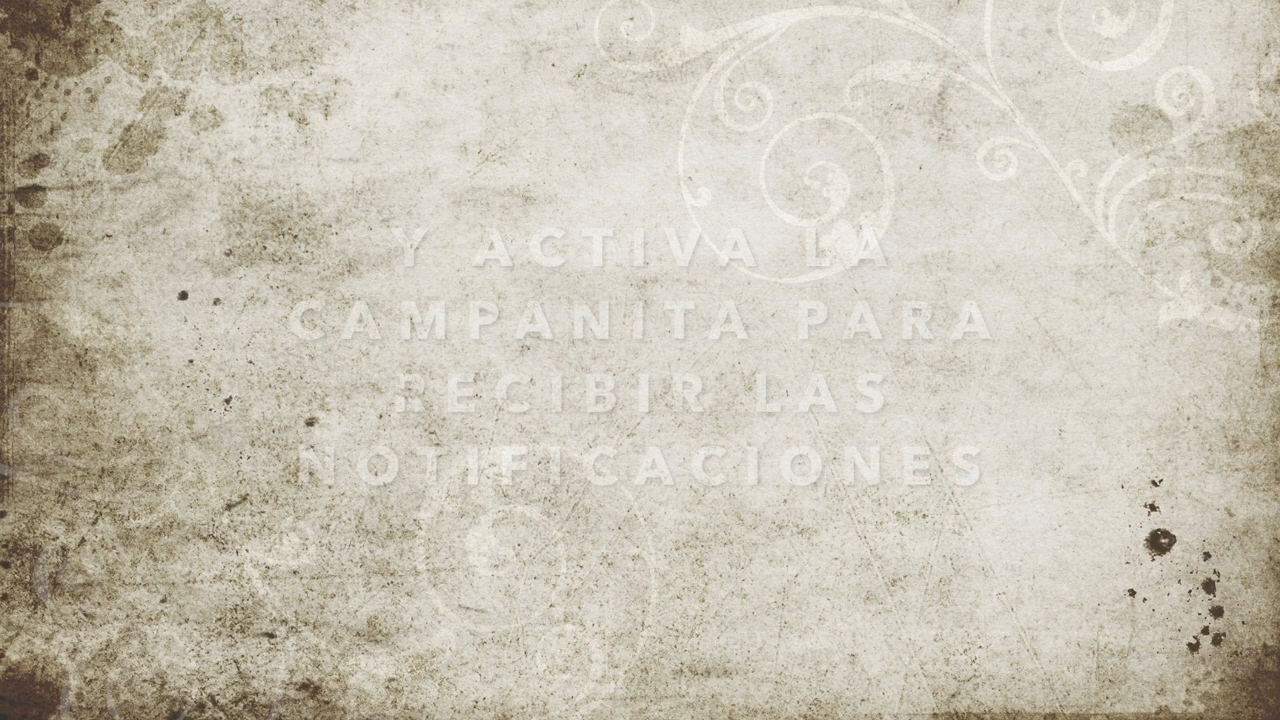 Y ACTIVA LA
CAMPANITA PARA
RECIBIR LAS
NOTIFICACIONES